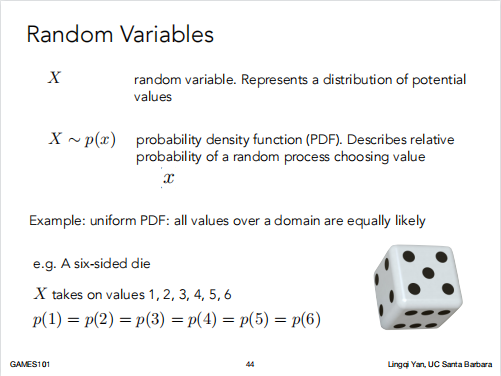 Random Variables
X random variable. Represents a distribution of potential
values
X ∼ p(x) probability density function (PDF). Describes relative
probability of a random process choosing value
x
Example: uniform PDF: all values over a domain are equally likely
e.g. A six-sided die
X takes on values 1, 2, 3, 4, 5, 6
p(1) = p(2) = p(3) = p(4) = p(5) = p(6)
GAMES101 44 Lingqi Yan, UC Santa Barbara